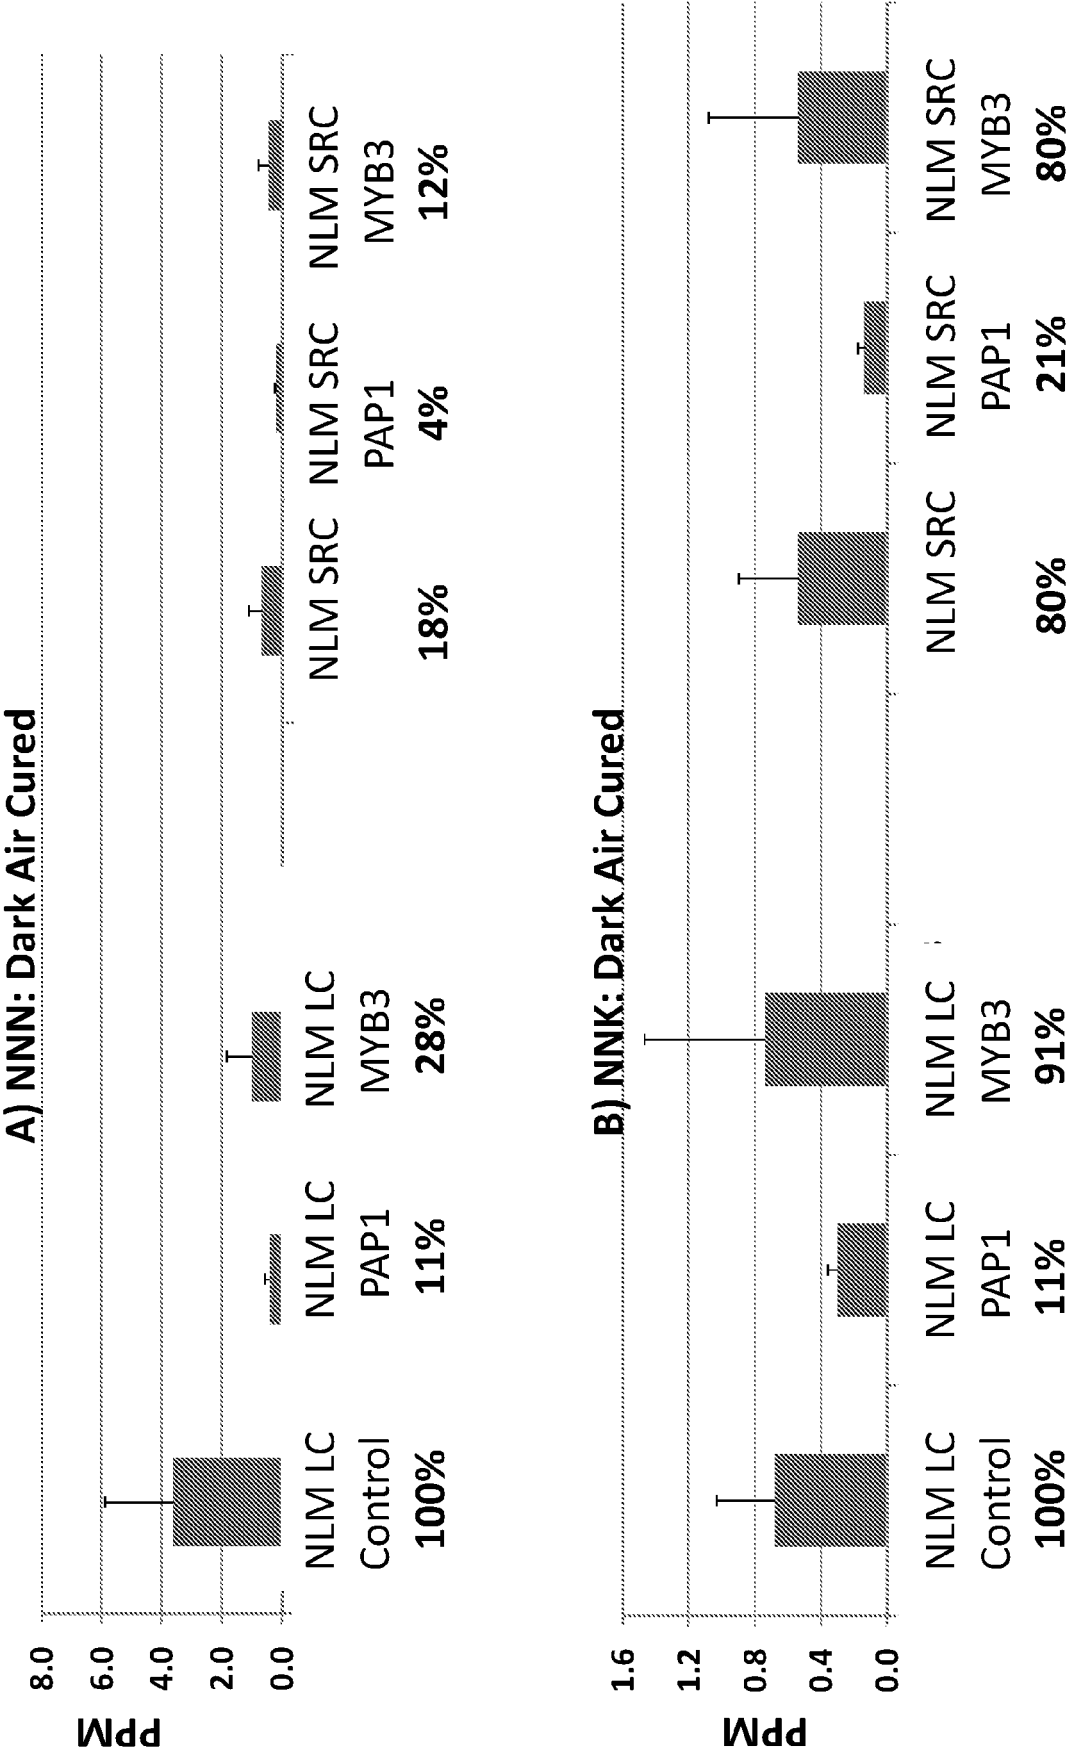 A) NNN: Dark Air Cured
8.0
6.0
4.0
2.0
0.0
PPM
NLM LC NLM LC NLM LC NLM SRC NLM SRC NLM SRC
Control PAP1 MYB3 PAP1 MYB3
100% 11% 28% 18% 4% 12%
B) NNK: Dark Air Cured
1.6
1.2
0.8
0.4
0.0
PPM
NLM LC NLM LC NLM LC NLM SRC NLM SRC NLM SRC
Control PAP1 MYB3 PAP1 MYB3
100% 11% 91% 80% 21% 80%